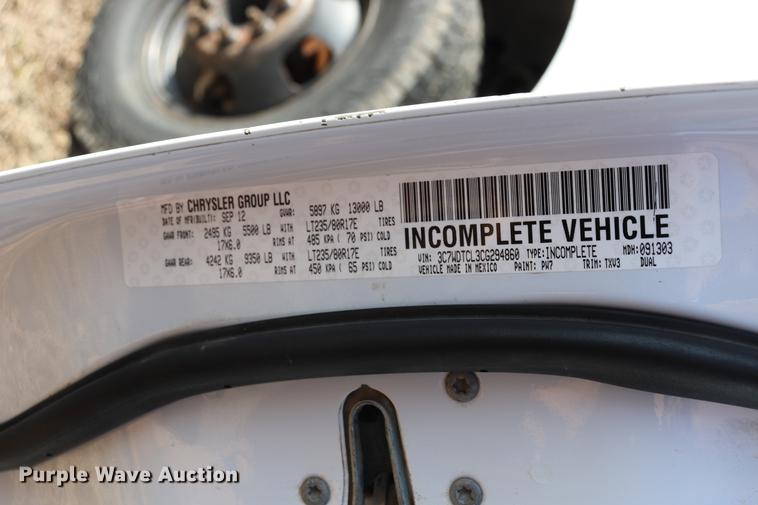 MFD BY CHRYSLER GROUP LLC
DATE OF MFR(BUILT): SEP 12 GVWR: 5897 KG 13000 LB
GAWR FRONT: 2495 KG 5500 LB WITH LT235/80R17E TIRES
17X6.0 RIMS AT 485 KPA ( 70 PSI) COLD
GAWR REAR: 4242 KG 9350 LB WITH LT235/80R17E TIRES
17X6.0 RIMS AT 450 KPA ( 65 PSI) COLD
INCOMPLETE VEHICLE
VIN: 3C7WDTCL3CG294860 TYPE: INCOMPLETE MDH: 091303
VEHICLE MADE IN MEXICO PAINT: PW7 TRIM: TXV3 DUAL
Purple Wave Auction